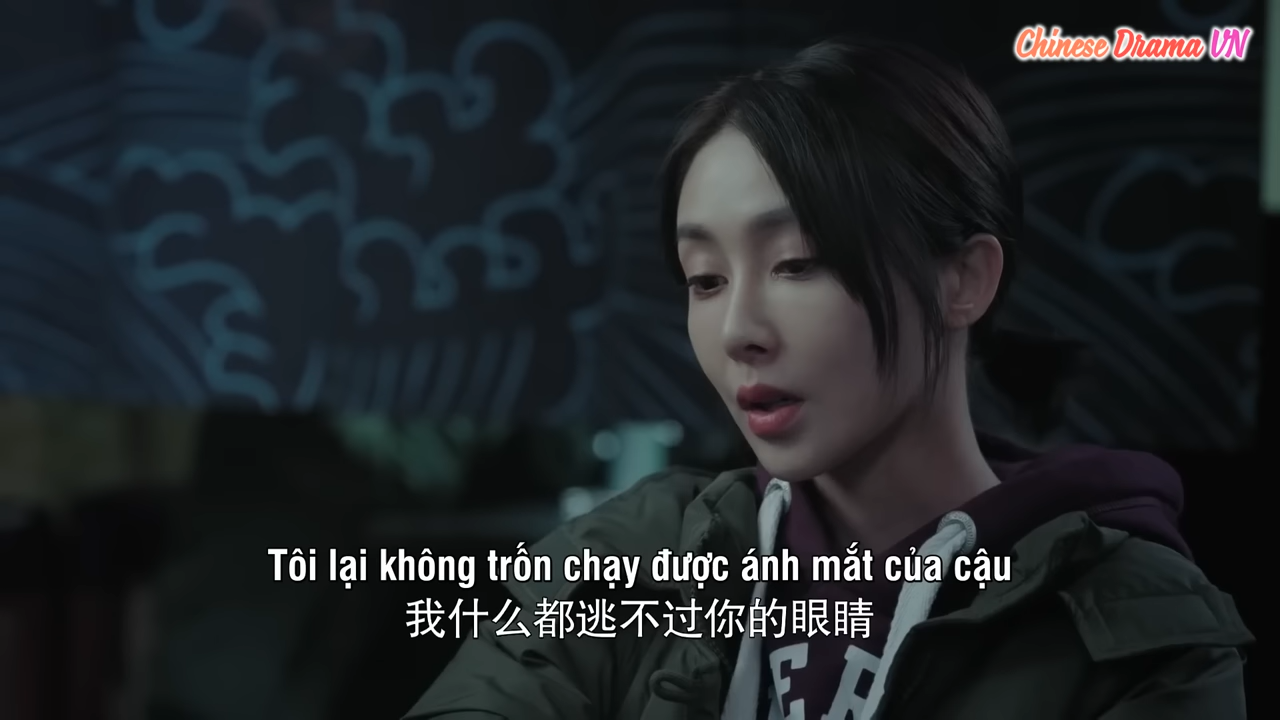 Chinese Drama VN
Tôi lại không trốn chạy được ánh mắt của cậu
我什么都逃不过你的眼睛